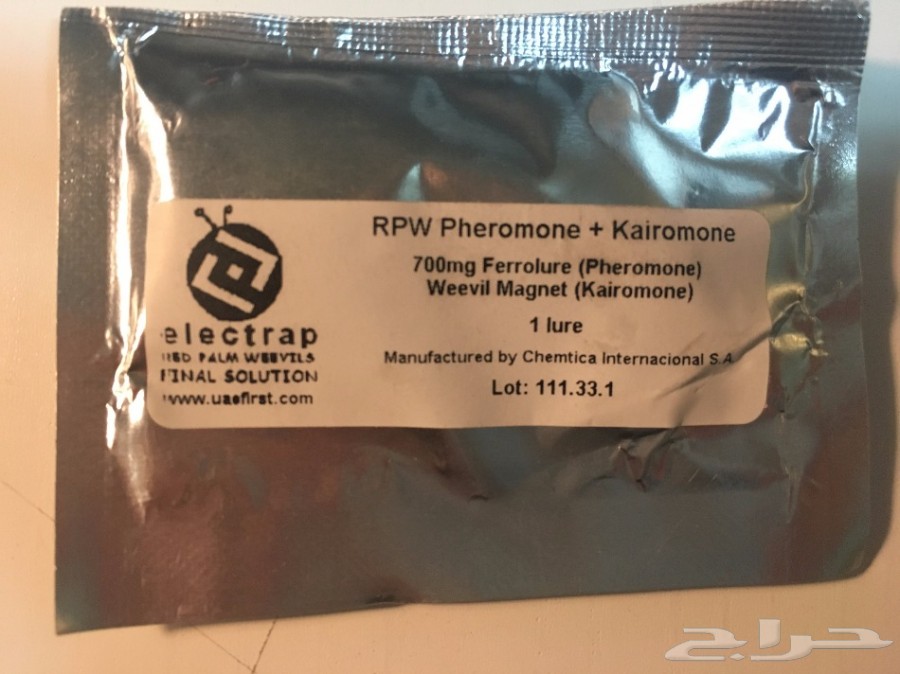 RPW Pheromone + Kairomone
700mg Ferrolure (Pheromone)
Weevil Magnet (Kairomone)
1 lure
Manufactured by Chemtica Internacional S.A
Lot: 111.33.1
electrap
RED PALM WEEVILS
FINAL SOLUTION
www.uaefirst.com
حراج